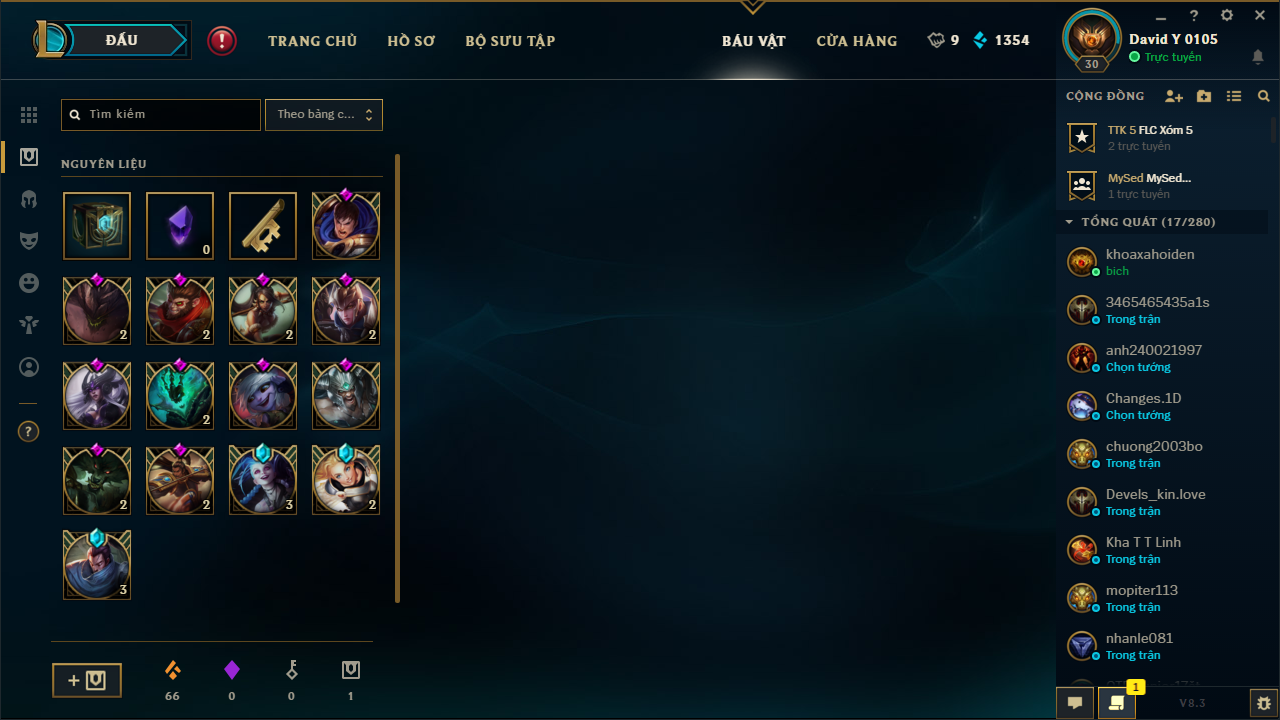 ĐẤU
TRANG CHỦ
HỒ SƠ
BỘ SƯU TẬP
BÁU VẬT
CỬA HÀNG
9
1354
30
David Y 0105
Trực tuyến
Tìm kiếm
Theo bảng c...
NGUYÊN LIỆU
0
2
2
2
2
2
2
2
3
2
3
66
0
0
1
CỘNG ĐỒNG
TTK 5 FLC Xóm 5
2 trực tuyến
MySed MySed...
1 trực tuyến
TỔNG QUÁT (17/280)
khoaxahoiden
bich
3465465435a1s
Trong trận
anh240021997
Chọn tướng
Changes.1D
Chọn tướng
chuong2003bo
Trong trận
Devels_kin.love
Trong trận
Kha T T Linh
Trong trận
mopiter113
Trong trận
nhanle081
Trong trận
1
V8.3